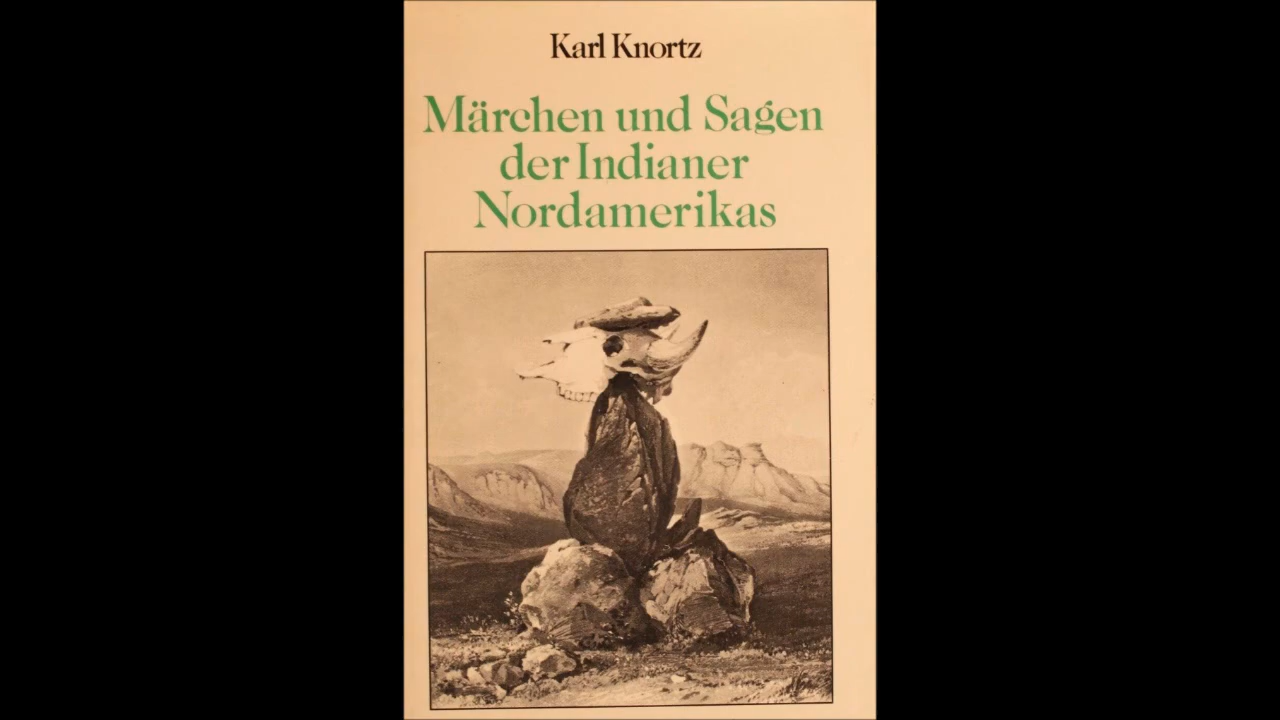 Karl Knortz
Märchen und Sagen
der Indianer
Nordamerikas